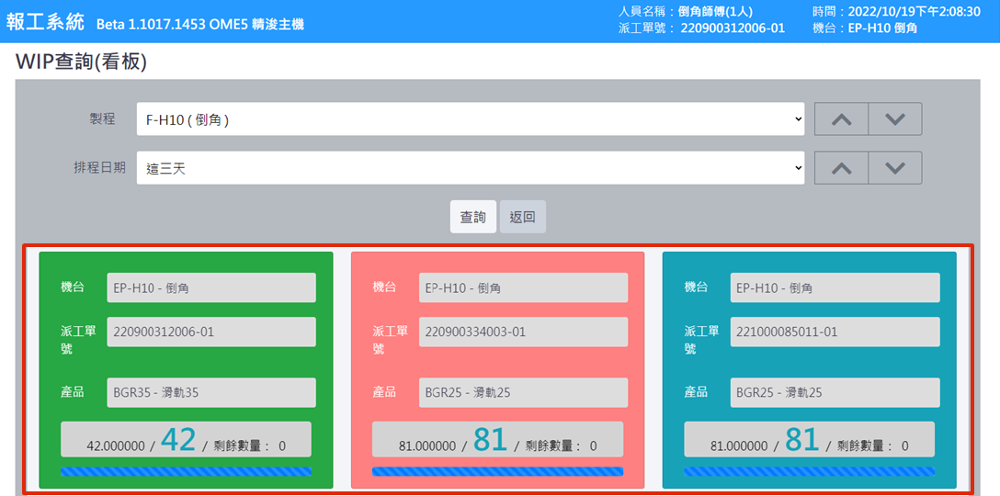 報工系統 Beta 1.1017.1453 OME5 精浚主機
人員名稱：倒角師傅(1人)
派工單號： 220900312006-01
時間：2022/10/19下午2:08:30
機台：EP-H10 倒角
WIP查詢(看板)
製程
F-H10 ( 倒角 )
排程日期
這三天
查詢
返回
機台
EP-H10 - 倒角
派工單號
220900312006-01
產品
BGR35 - 滑軌35
42.000000 / 42 / 剩餘數量： 0
機台
EP-H10 - 倒角
派工單號
220900334003-01
產品
BGR25 - 滑軌25
81.000000 / 81 / 剩餘數量： 0
機台
EP-H10 - 倒角
派工單號
221000085011-01
產品
BGR25 - 滑軌25
81.000000 / 81 / 剩餘數量： 0